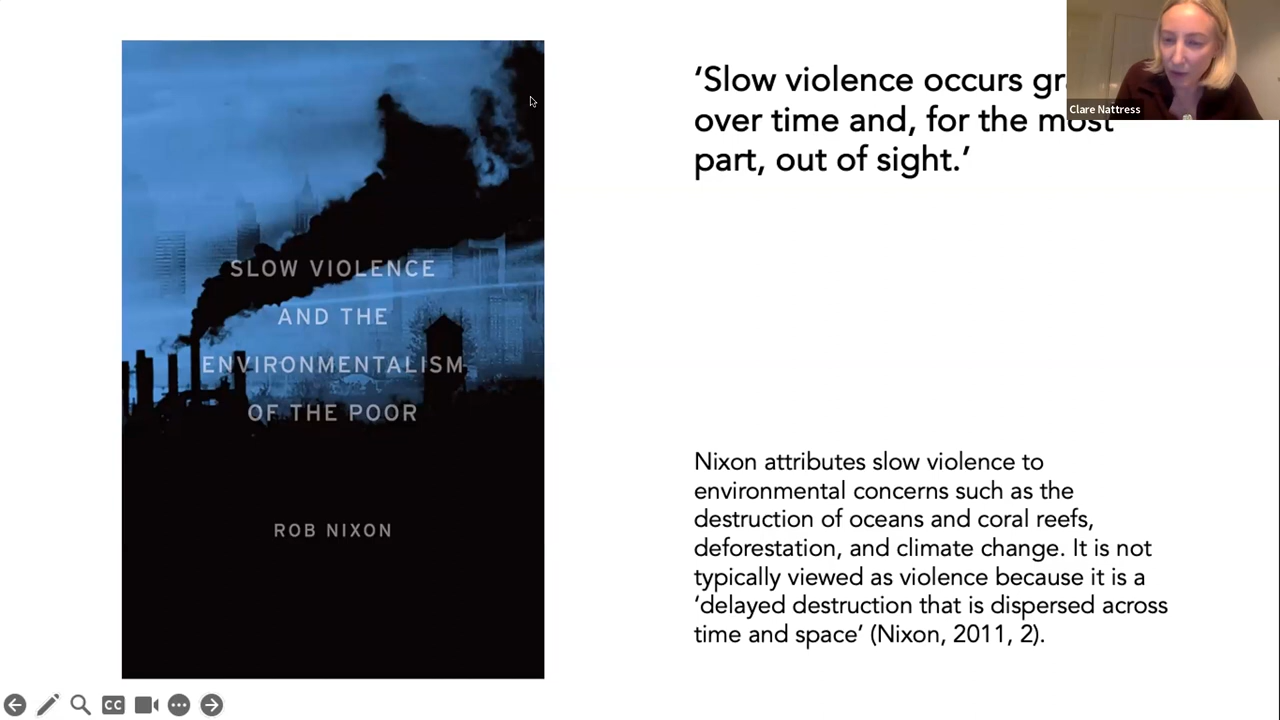 SLOW VIOLENCE
AND THE
ENVIRONMENTALISM
OF THE POOR
ROB NIXON
‘Slow violence occurs
over time and, for the most
part, out of sight.’
Clare Nattress
Nixon attributes slow violence to
environmental concerns such as the
destruction of oceans and coral reefs,
deforestation, and climate change. It is not
typically viewed as violence because it is a
‘delayed destruction that is dispersed across
time and space’ (Nixon, 2011, 2).
CC